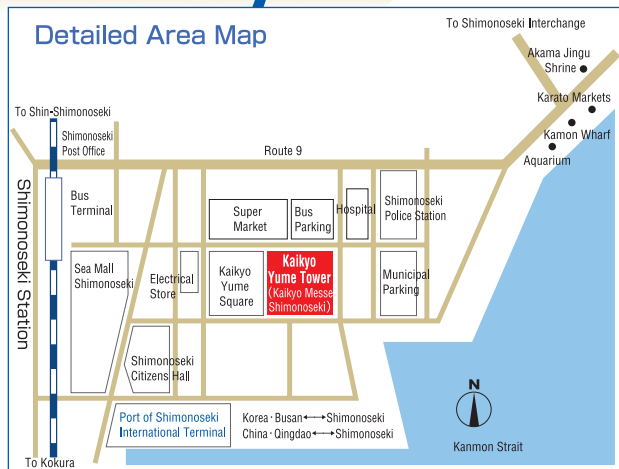 Detailed Area Map
To Shimonoseki Interchange
Akama Jingu
Shrine
Karato Markets
Kamon Wharf
Aquarium
To Shin-Shimonoseki
Shimonoseki
Post Office
Route 9
Shimonoseki Station
Bus
Terminal
Super
Market
Bus
Parking
Hospital
Shimonoseki
Police Station
Sea Mall
Shimonoseki
Electrical
Store
Kaikyo
Yume
Square
Kaikyo
Yume Tower
(Kaikyo Messe
Shimonoseki)
Municipal
Parking
Shimonoseki
Citizens Hall
Port of Shimonoseki
International Terminal
Korea·Busan⟷Shimonoseki
China·Qingdao⟷Shimonoseki
N
Kanmon Strait
To Kokura